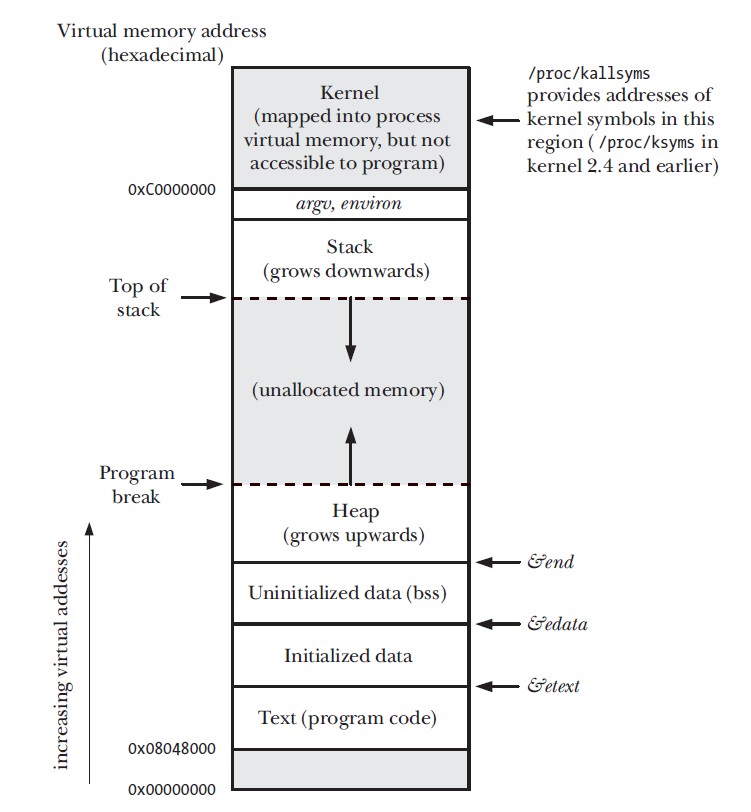 Virtual memory address
(hexadecimal)
/proc/kallsyms
provides addresses of
kernel symbols in this
region ( /proc/ksyms in
kernel 2.4 and earlier)
Kernel
(mapped into process
virtual memory, but not
accessible to program)
0xC0000000
argv, environ
Stack
(grows downwards)
Top of
stack
(unallocated memory)
Program
break
Heap
(grows upwards)
&end
Uninitialized data (bss)
&edata
Initialized data
&etext
Text (program code)
0x08048000
0x00000000
increasing virtual addesses